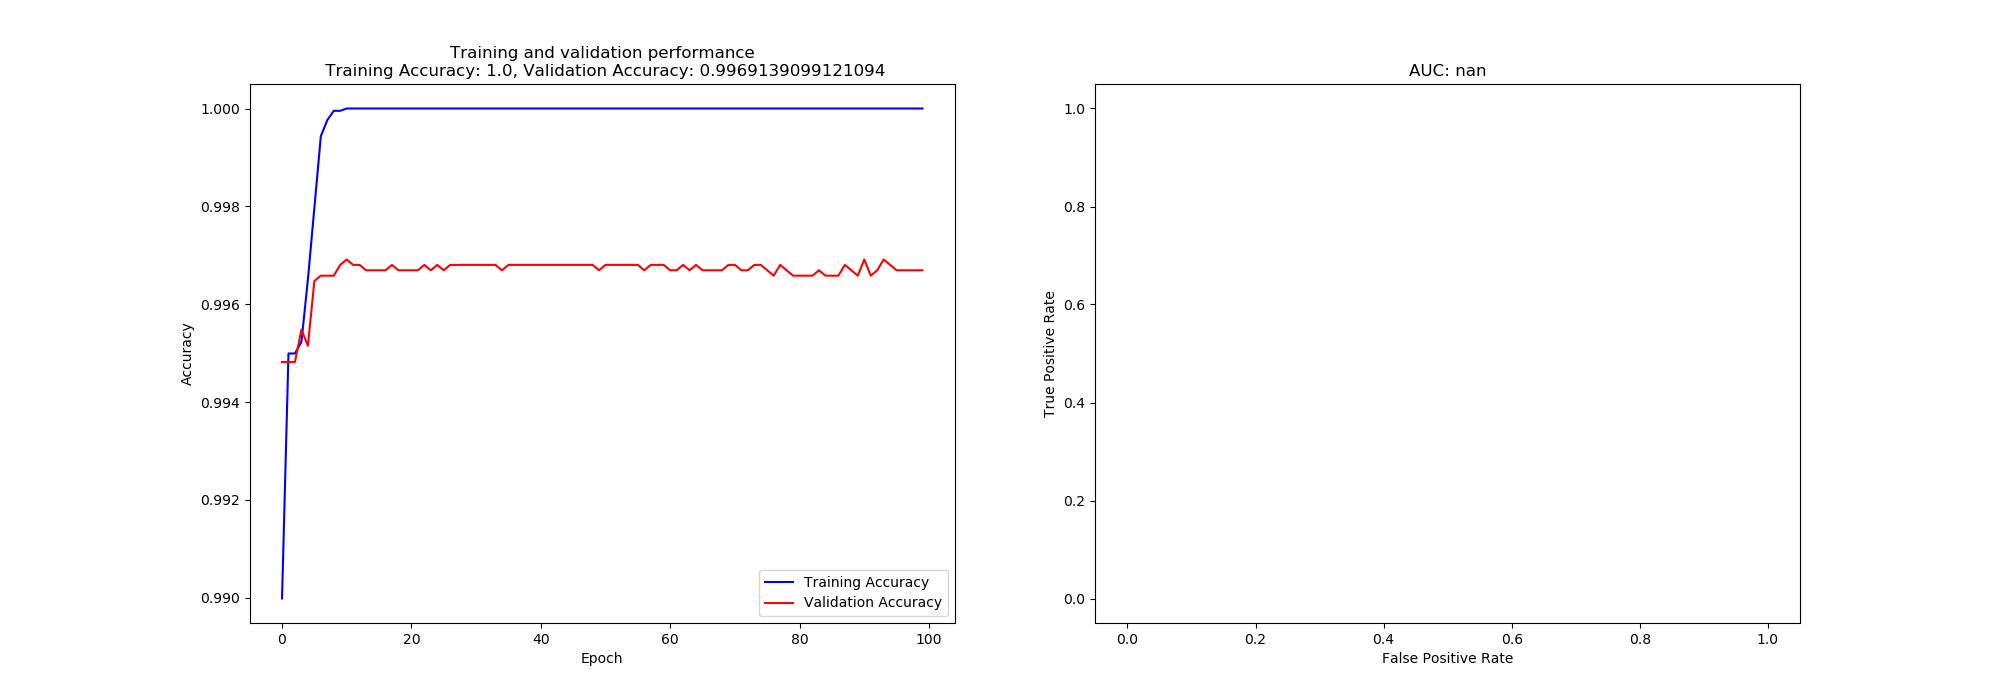 Training and validation performance
Training Accuracy: 1.0, Validation Accuracy: 0.9969139099121094
1.000
0.998
0.996
0.994
0.992
0.990
Accuracy
0
20
40
60
80
100
Epoch
Training Accuracy
Validation Accuracy
AUC: nan
1.0
0.8
0.6
0.4
0.2
0.0
True Positive Rate
0.0
0.2
0.4
0.6
0.8
1.0
False Positive Rate